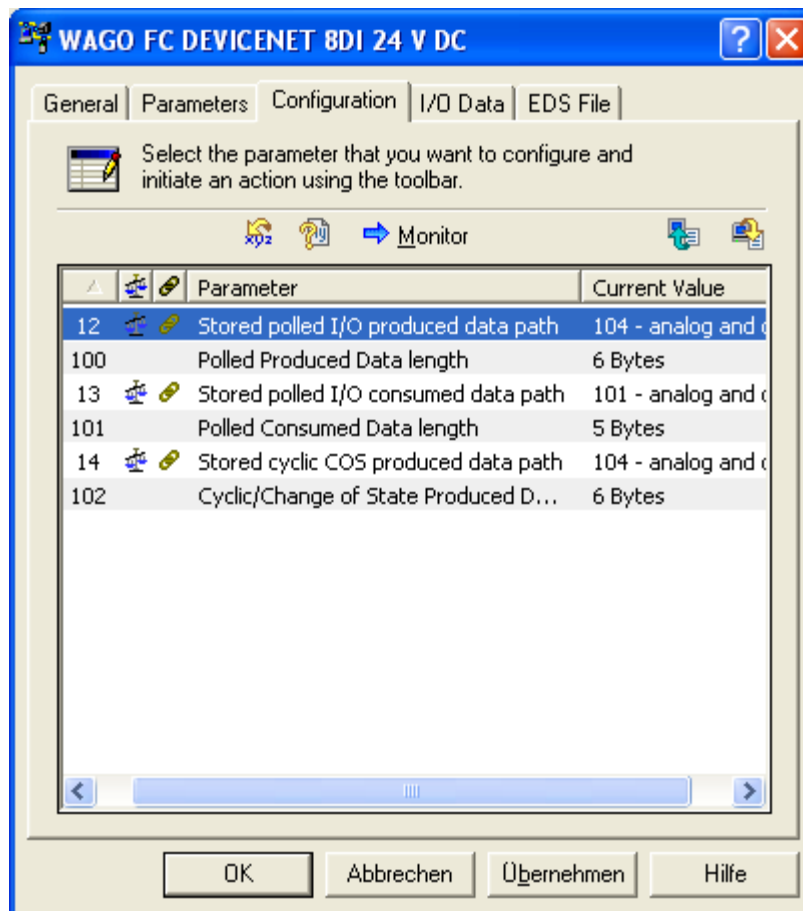 WAGO FC DEVICENET 8DI 24 V DC
General Parameters Configuration I/O Data EDS File
Select the parameter that you want to configure and
initiate an action using the toolbar.
xyz Monitor
Parameter Current Value
12 Stored polled I/O produced data path 104 - analog and
100 Polled Produced Data length 6 Bytes
13 Stored polled I/O consumed data path 101 - analog and
101 Polled Consumed Data length 5 Bytes
14 Stored cyclic COS produced data path 104 - analog and
102 Cyclic/Change of State Produced D... 6 Bytes
OK Abbrechen Übernehmen Hilfe